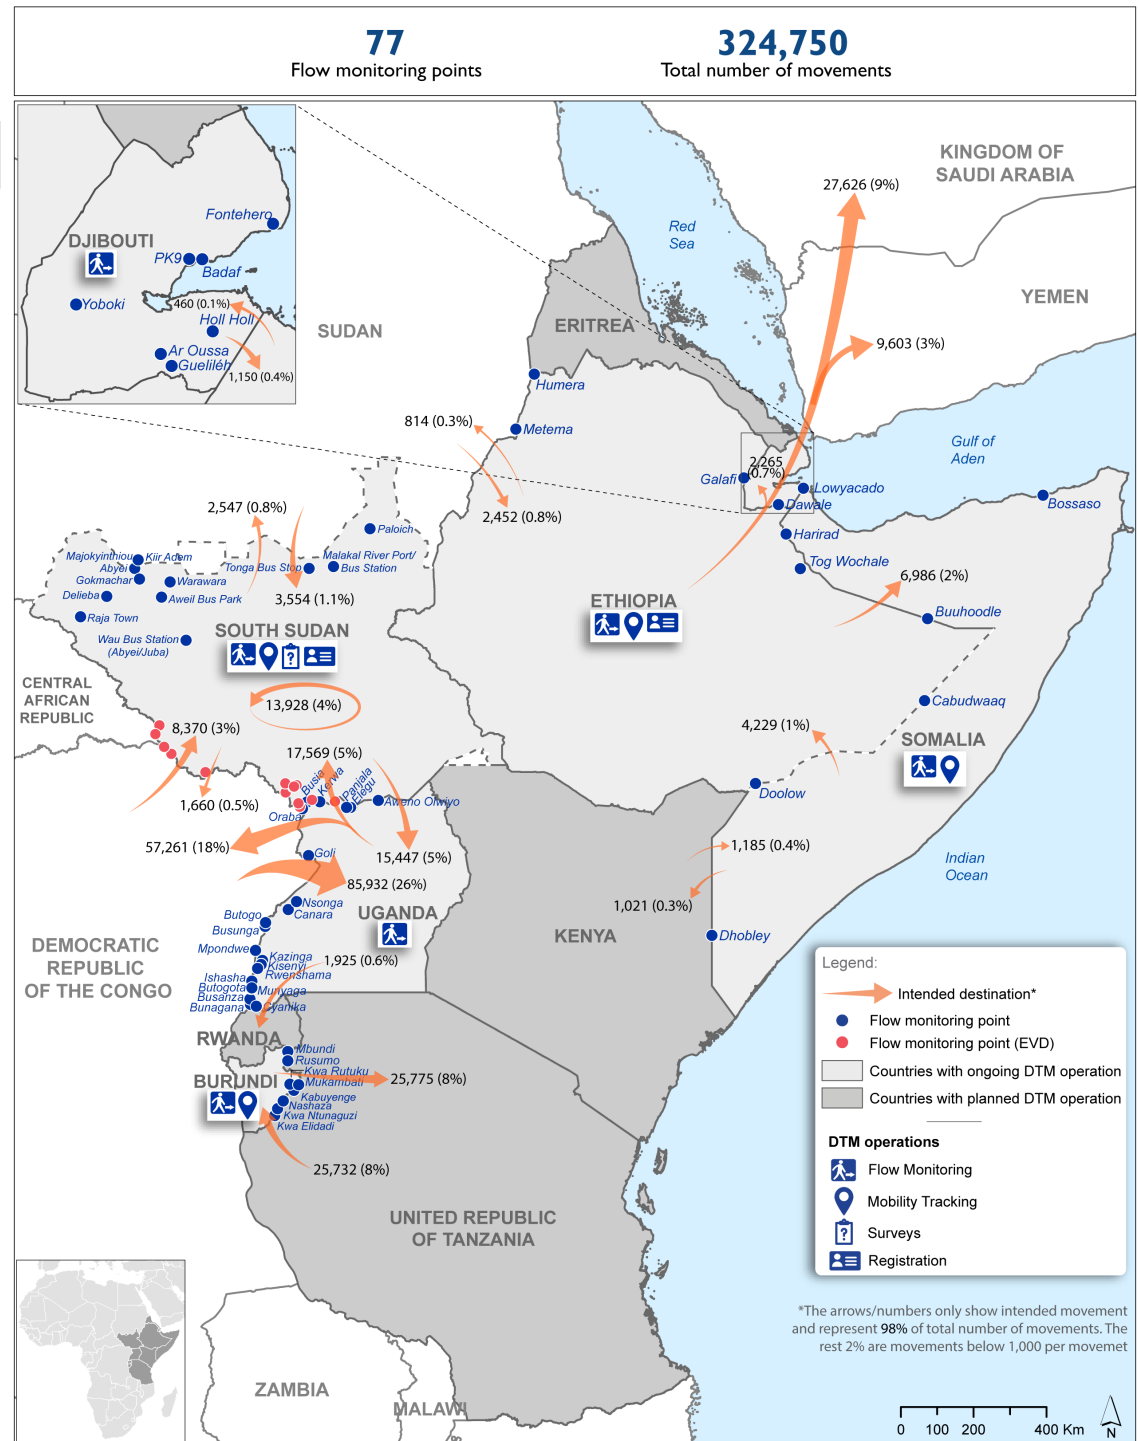 77
Flow monitoring points
324,750
Total number of movements
KINGDOM OF
SAUDI ARABIA
27,626 (9%)
Red
Sea
YEMEN
9,603 (3%)
Fontehero
DJIBOUTI
PK9
Badaf
Yoboki
460 (0.1%)
Holl Holl
Ar Oussa
Guelileh
1,150 (0.4%)
SUDAN
ERITREA
Humera
814 (0.3%)
Metema
2,452 (0.8%)
Gulf of
Aden
2,265
(0.7%)
Galafi
Lowyacado
Dawale
Bossaso
Harirad
Tog Wochale
6,986 (2%)
Buuhoodle
ETHIOPIA
2,547 (0.8%)
Paloich
Majokyinthiou
Kiir Adem
Abyei
Gokmachar
Warawara
Delieba
Aweil Bus Park
Tonga Bus Stop
Malakal River Port/
Bus Station
3,554 (1.1%)
Raja Town
SOUTH SUDAN
Wau Bus Station
(Abyei/Juba)
CENTRAL
AFRICAN
REPUBLIC
13,928 (4%)
8,370 (3%)
17,569 (5%)
1,660 (0.5%)
Cabudwaaq
4,229 (1%)
SOMALIA
Doolow
Busia
Kerwa
Panjala
Elegu
Aweno Olwiyo
Oraba
57,261 (18%)
Goli
15,447 (5%)
85,932 (26%)
1,185 (0.4%)
Indian
Ocean
1,021 (0.3%)
Nsonga
Canara
Butogo
Busunga
UGANDA
KENYA
Dhobley
DEMOCRATIC
REPUBLIC
OF THE CONGO
Mpondwe
Kazinga
Kisenyi
1,925 (0.6%)
Rwenshama
Ishasha
Butogota
Munyaga
Busanza
Bunagana
Cyanika
RWANDA
Mbundi
Rusumo
Kwa Rutuku
BURUNDI
Mukambati
25,775 (8%)
Kabuyenge
Nashaza
Kwa Ntunaguzi
Kwa Elidadi
25,732 (8%)
UNITED REPUBLIC
OF TANZANIA
ZAMBIA
MALAWI
Legend:
Intended destination*
Flow monitoring point
Flow monitoring point (EVD)
Countries with ongoing DTM operation
Countries with planned DTM operation
DTM operations
Flow Monitoring
Mobility Tracking
Surveys
Registration
*The arrows/numbers only show intended movement
and represent 98% of total number of movements. The
rest 2% are movements below 1,000 per movemet
0 100 200 400 Km
N